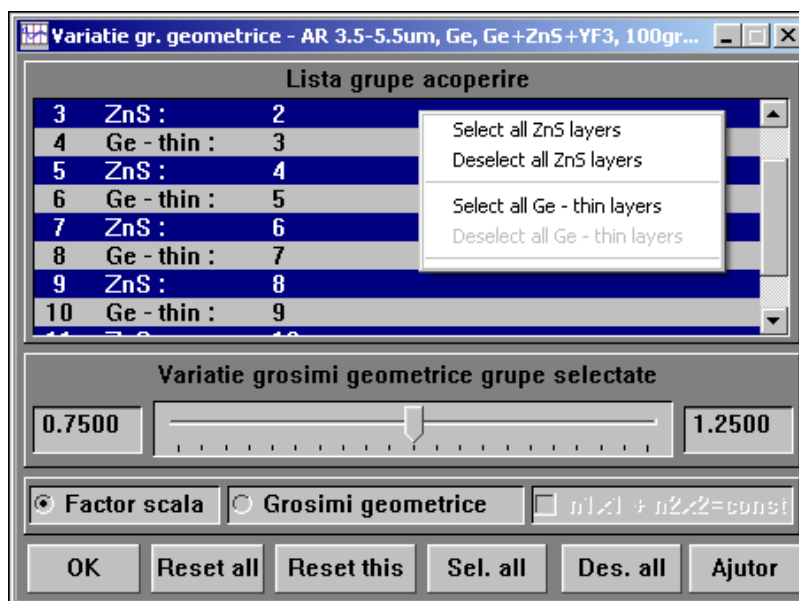 Variatie gr. geometrice - AR 3.5-5.5um, Ge, Ge+ZnS+YF3, 100gr...
Lista grupe acoperire
3 ZnS : 2
4 Ge - thin : 3
5 ZnS : 4
6 Ge - thin : 5
7 ZnS : 6
8 Ge - thin : 7
9 ZnS : 8
10 Ge - thin : 9
Select all ZnS layers
Deselect all ZnS layers
Select all Ge - thin layers
Deselect all Ge - thin layers
Variatie grosimi geometrice grupe selectate
0.7500 1.2500
Factor scala Grosimi geometrice n1x1 + n2x2=const
OK Reset all Reset this Sel. all Des. all Ajutor